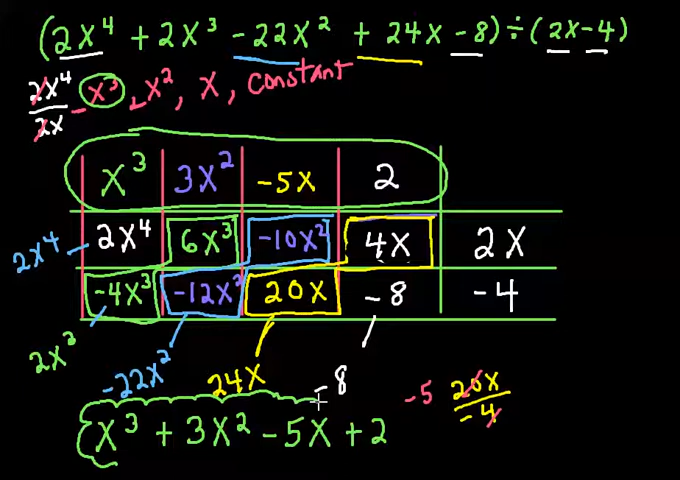 (2x⁴ + 2x³ - 22x² + 24x - 8) ÷ (2x - 4)
2x⁴/2x = x³, x², x, constant
x³ 3x² -5x 2
2x⁴ 2x⁴ 6x³ -10x² 4x 2x
-4x³ -12x² 20x -8 -4
2x³ -22x² 24x -8
-5 20x/-4
x³ + 3x² - 5x + 2